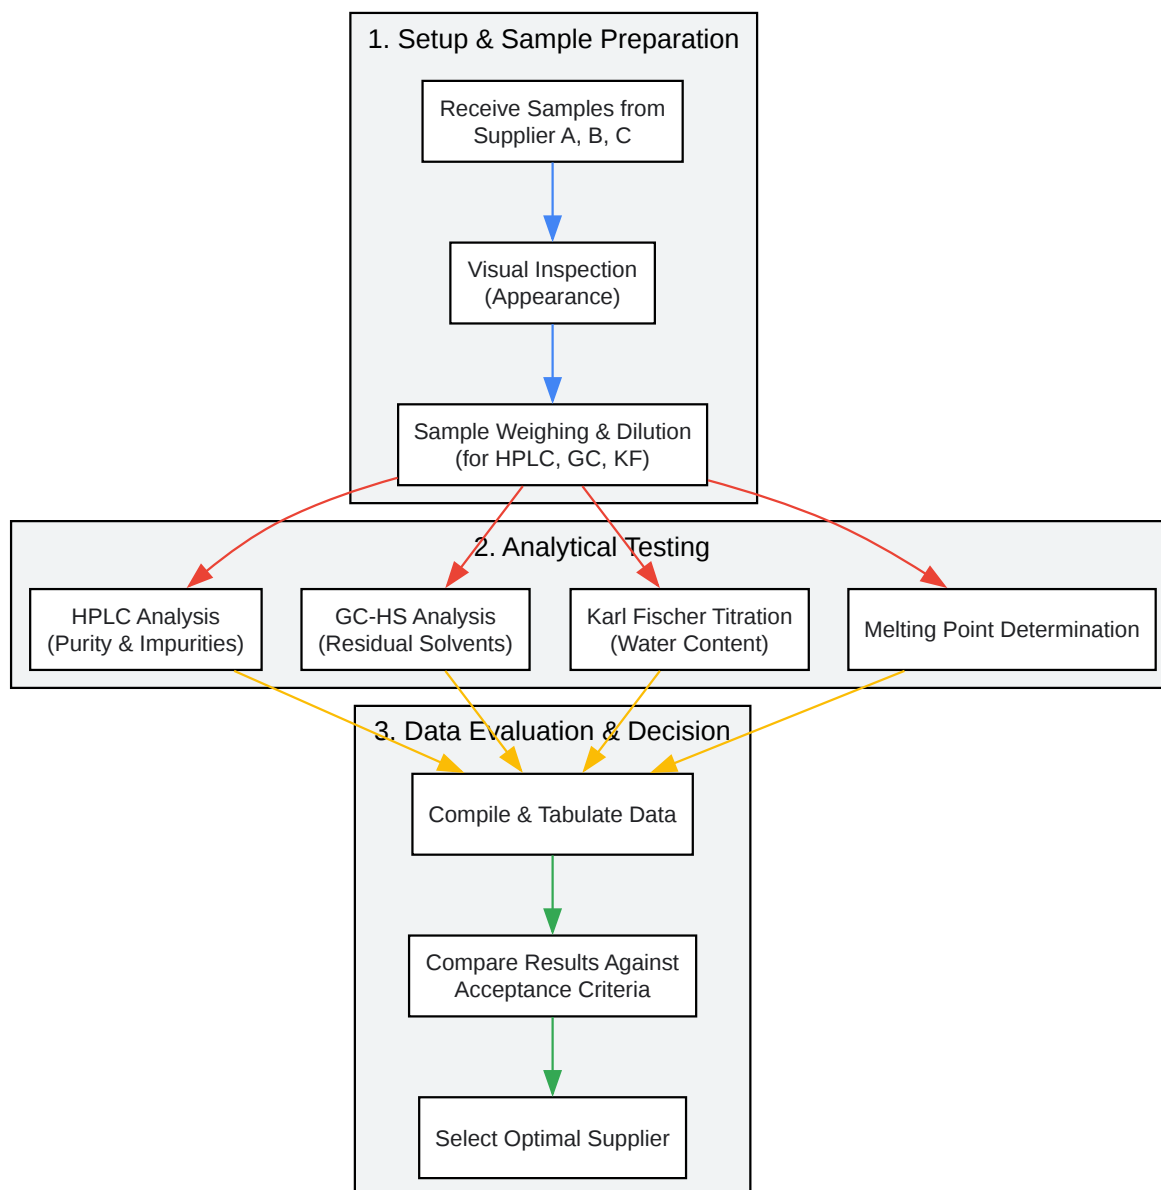 1. Setup & Sample Preparation
Receive Samples from
Supplier A, B, C
Visual Inspection
(Appearance)
Sample Weighing & Dilution
(for HPLC, GC, KF)
2. Analytical Testing
HPLC Analysis
(Purity & Impurities)
GC-HS Analysis
(Residual Solvents)
Karl Fischer Titration
(Water Content)
Melting Point Determination
3. Data Evaluation & Decision
Compile & Tabulate Data
Compare Results Against
Acceptance Criteria
Select Optimal Supplier